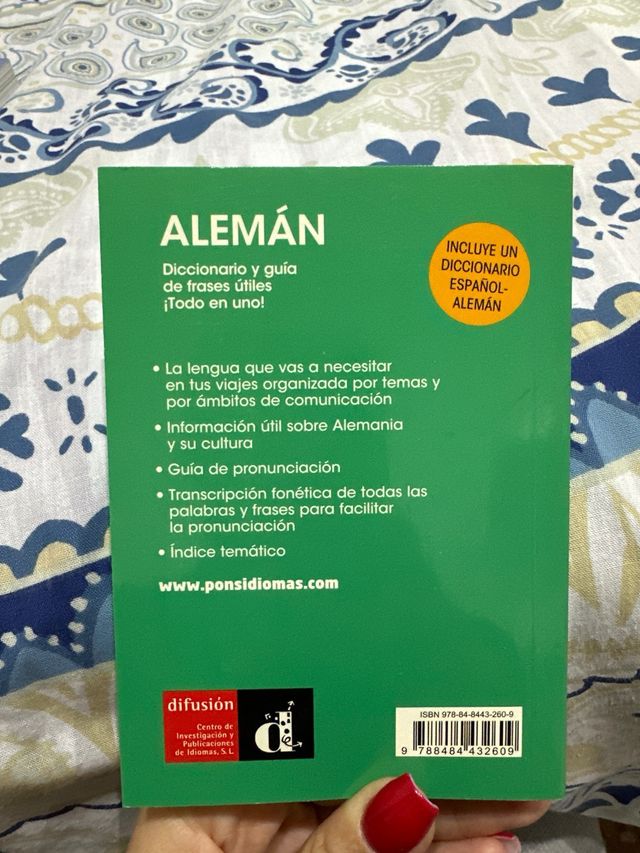 ALEMÁN
Diccionario y guía
de frases útiles
¡Todo en uno!
INCLUYE UN
DICCIONARIO
ESPAÑOL-
ALEMÁN
• La lengua que vas a necesitar
en tus viajes organizada por temas y
por ámbitos de comunicación
• Información útil sobre Alemania
y su cultura
• Guía de pronunciación
• Transcripción fonética de todas las
palabras y frases para facilitar
la pronunciación
• Índice temático
www.ponsidiomas.com
difusión
Centro de
Investigación y
Publicaciones
de Idiomas, S.L.
d
ISBN 978-84-8443-260-9
9 788484 432609